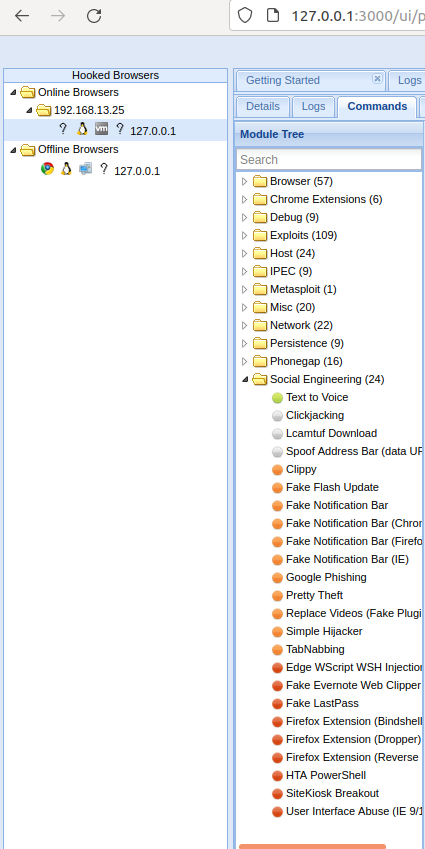 127.0.0.1:3000/ui/p
Hooked Browsers
Online Browsers
192.168.13.25
? vm ? 127.0.0.1
Offline Browsers
? 127.0.0.1
Getting Started
Logs
Details
Logs
Commands
Module Tree
Search
Browser (57)
Chrome Extensions (6)
Debug (9)
Exploits (109)
Host (24)
IPEC (9)
Metasploit (1)
Misc (20)
Network (22)
Persistence (9)
Phonegap (16)
Social Engineering (24)
Text to Voice
Clickjacking
Lcamtuf Download
Spoof Address Bar (data UR
Clippy
Fake Flash Update
Fake Notification Bar
Fake Notification Bar (Chror
Fake Notification Bar (Firefo
Fake Notification Bar (IE)
Google Phishing
Pretty Theft
Replace Videos (Fake Plugi
Simple Hijacker
TabNabbing
Edge WScript WSH Injection
Fake Evernote Web Clipper
Fake LastPass
Firefox Extension (Bindshell
Firefox Extension (Dropper)
Firefox Extension (Reverse
HTA PowerShell
SiteKiosk Breakout
User Interface Abuse (IE 9/1